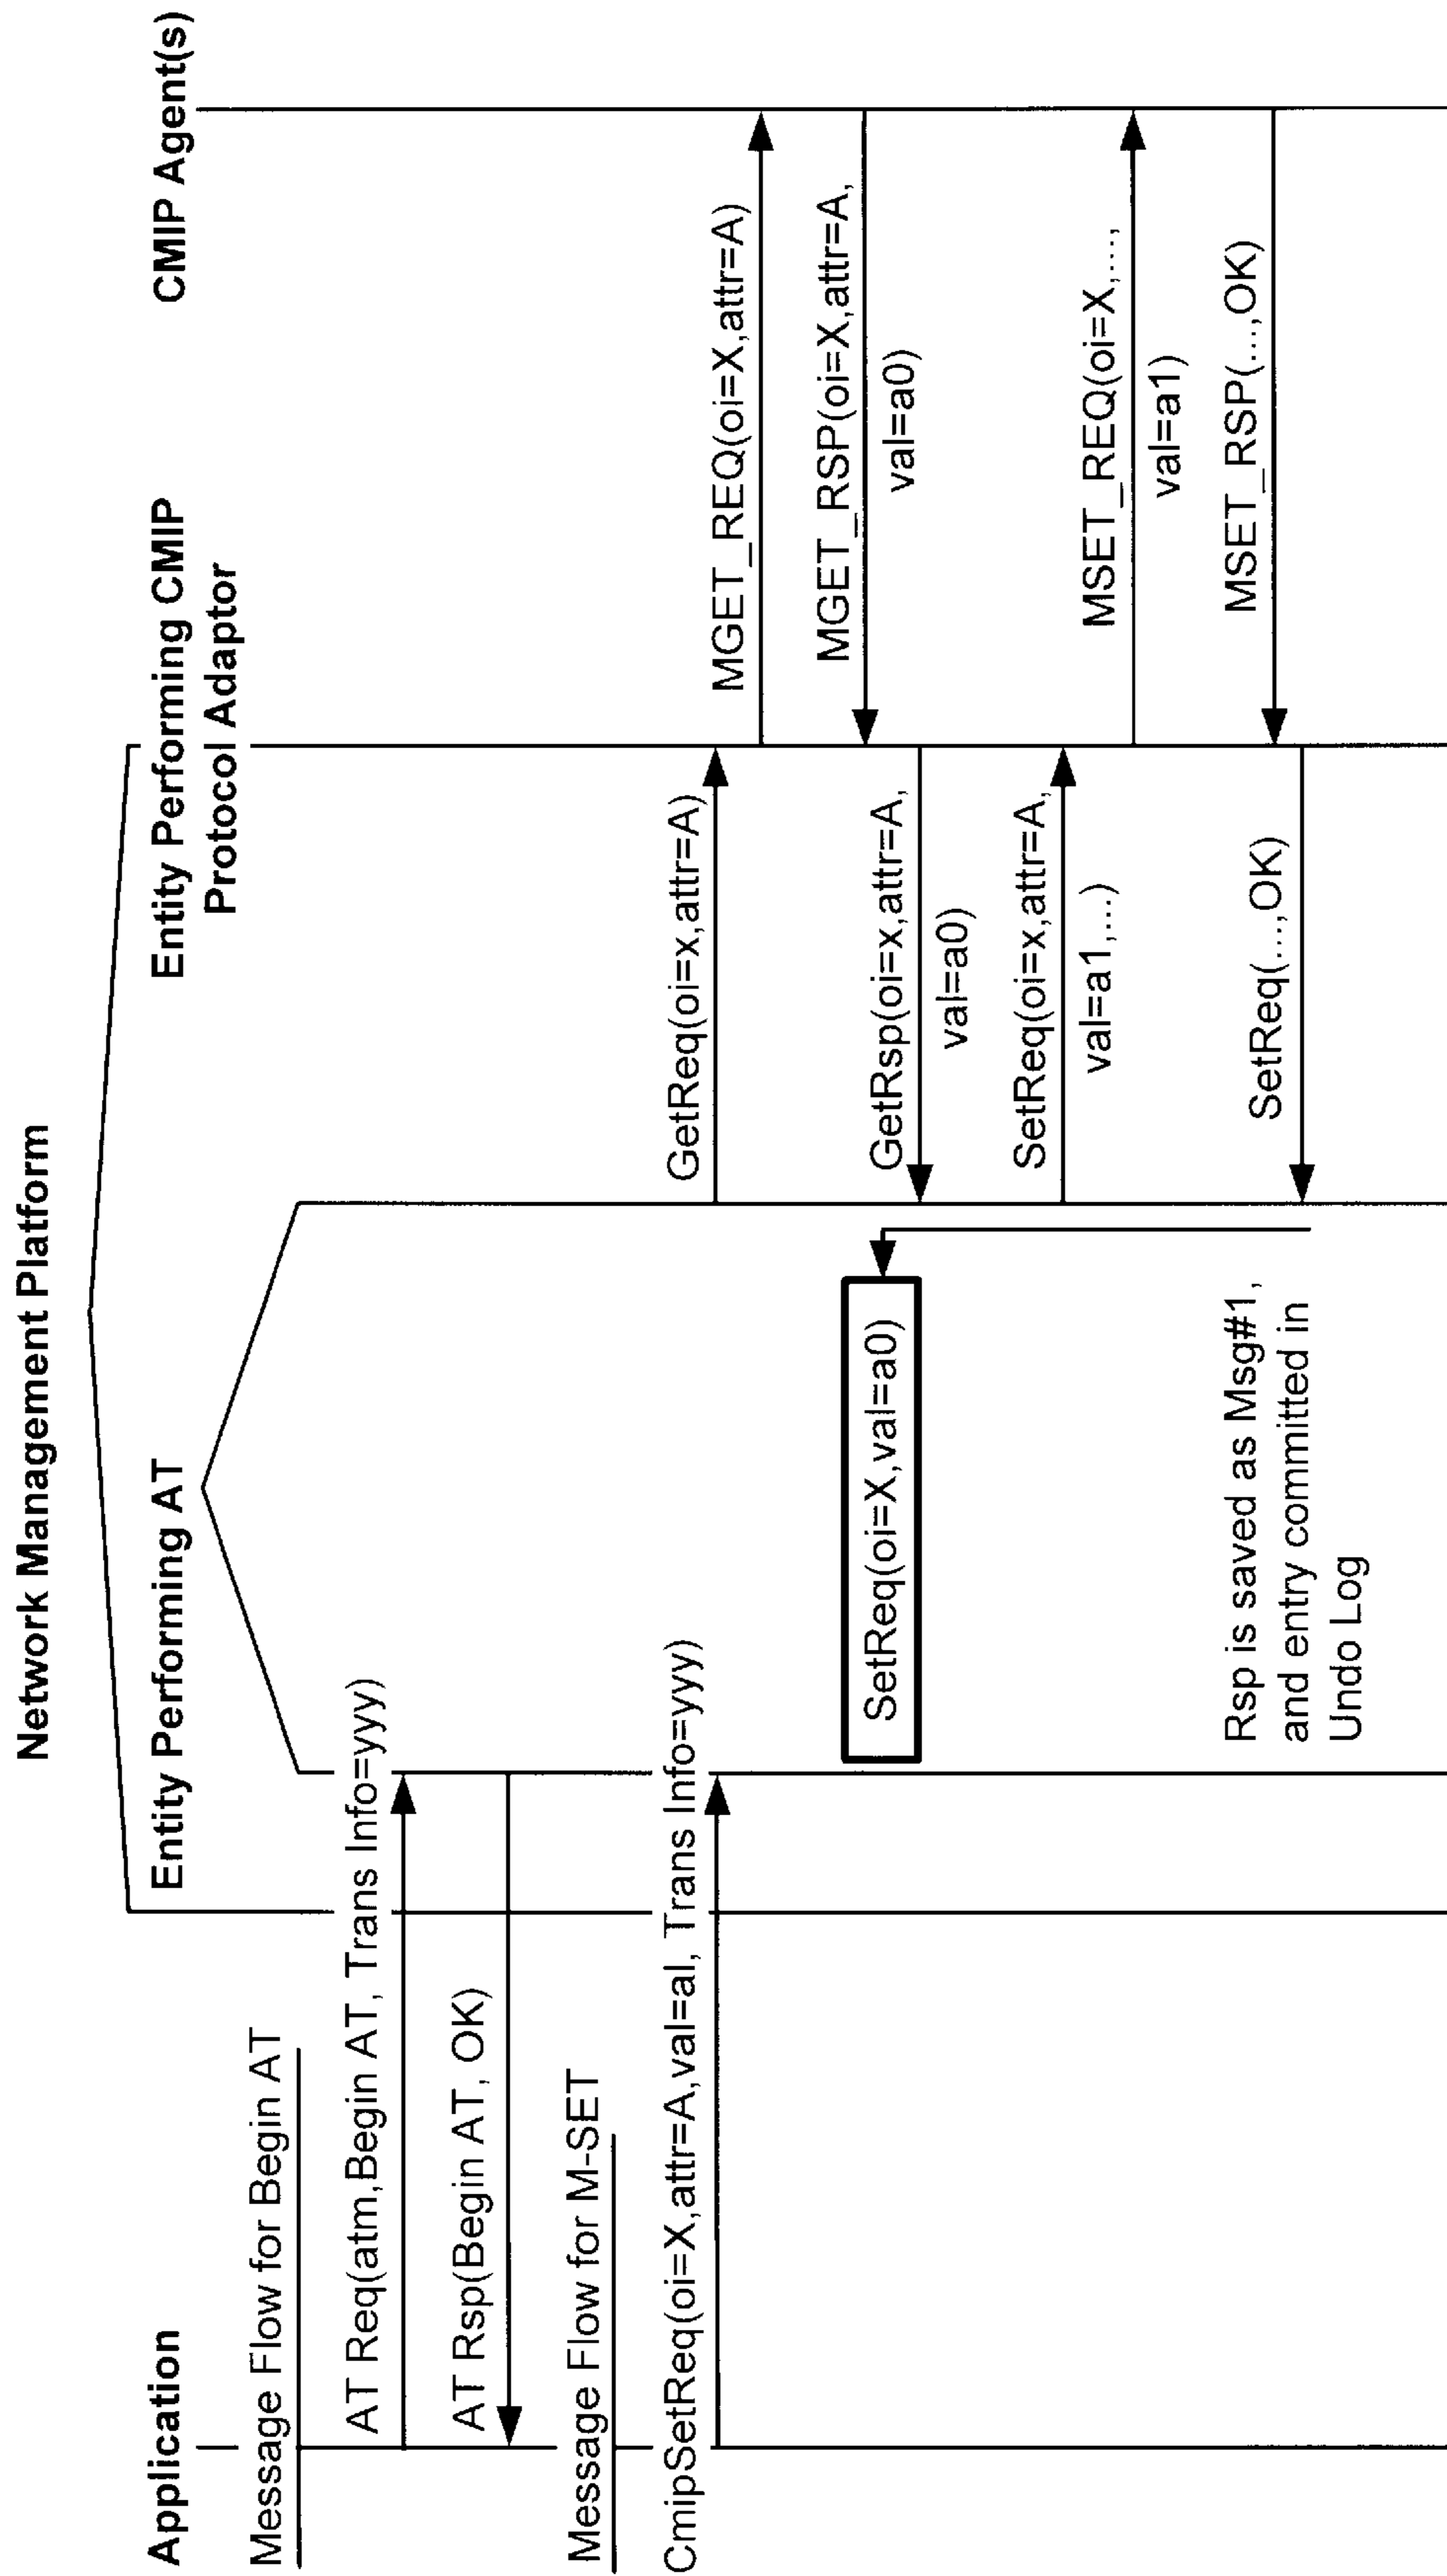 Network Management Platform
Application
Entity Performing AT
Entity Performing CMIP
Protocol Adaptor
CMIP Agent(s)
Message Flow for Begin AT
AT Req(atm,Begin AT, Trans Info=yyy)
AT Rsp(Begin AT, OK)
Message Flow for M-SET
CmipSetReq(oi=X,attr=A,val=al, Trans Info=yyy)
GetReq(oi=x,attr=A)
MGET_REQ(oi=X,attr=A)
MGET_RSP(oi=X,attr=A,
val=a0)
GetRsp(oi=x,attr=A,
val=a0)
SetReq(oi=X,val=a0)
SetReq(oi=x,attr=A,
val=a1,...)
MSET_REQ(oi=X,...,
val=a1)
MSET_RSP(...,OK)
SetReq(...,OK)
Rsp is saved as Msg#1,
and entry committed in
Undo Log